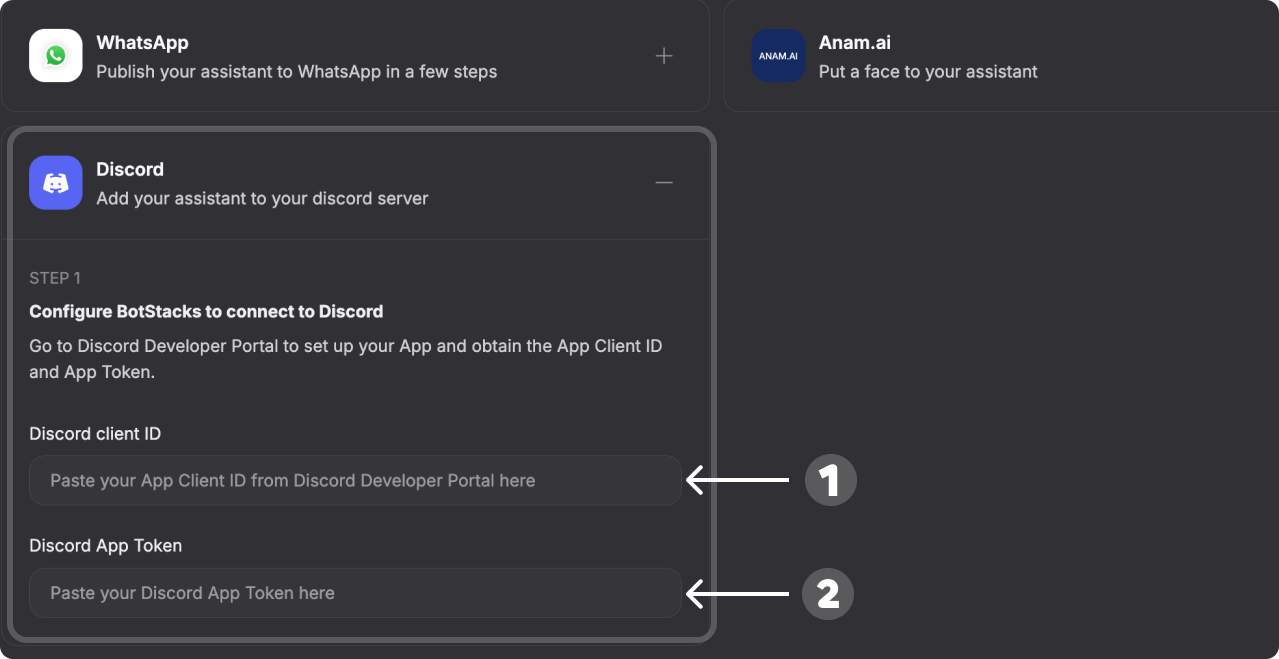 WhatsApp
Publish your assistant to WhatsApp in a few steps
ANAM.AI
Anam.ai
Put a face to your assistant
Discord
Add your assistant to your discord server
STEP 1
Configure BotStacks to connect to Discord
Go to Discord Developer Portal to set up your App and obtain the App Client ID
and App Token.
Discord client ID
Paste your App Client ID from Discord Developer Portal here
1
Discord App Token
Paste your Discord App Token here
2